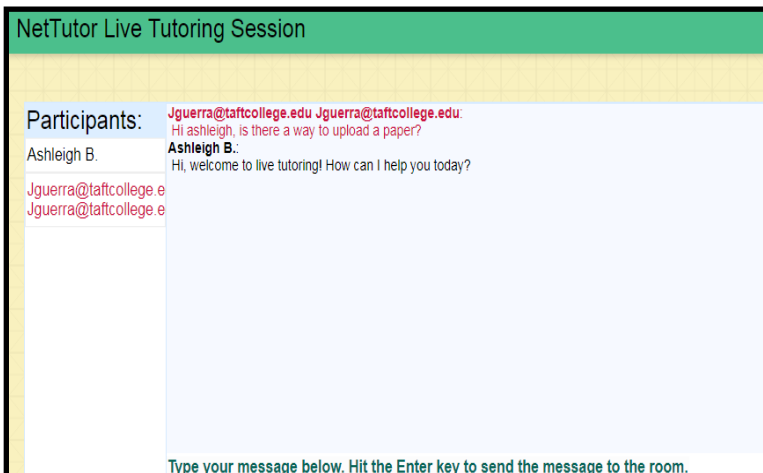 NetTutor Live Tutoring Session
Participants:
Ashleigh B.
Jguerra@taftcollege.e
Jguerra@taftcollege.e
Jguerra@taftcollege.edu Jguerra@taftcollege.edu:
Hi ashleigh, is there a way to upload a paper?
Ashleigh B.:
Hi, welcome to live tutoring! How can I help you today?
Type your message below. Hit the Enter key to send the message to the room.